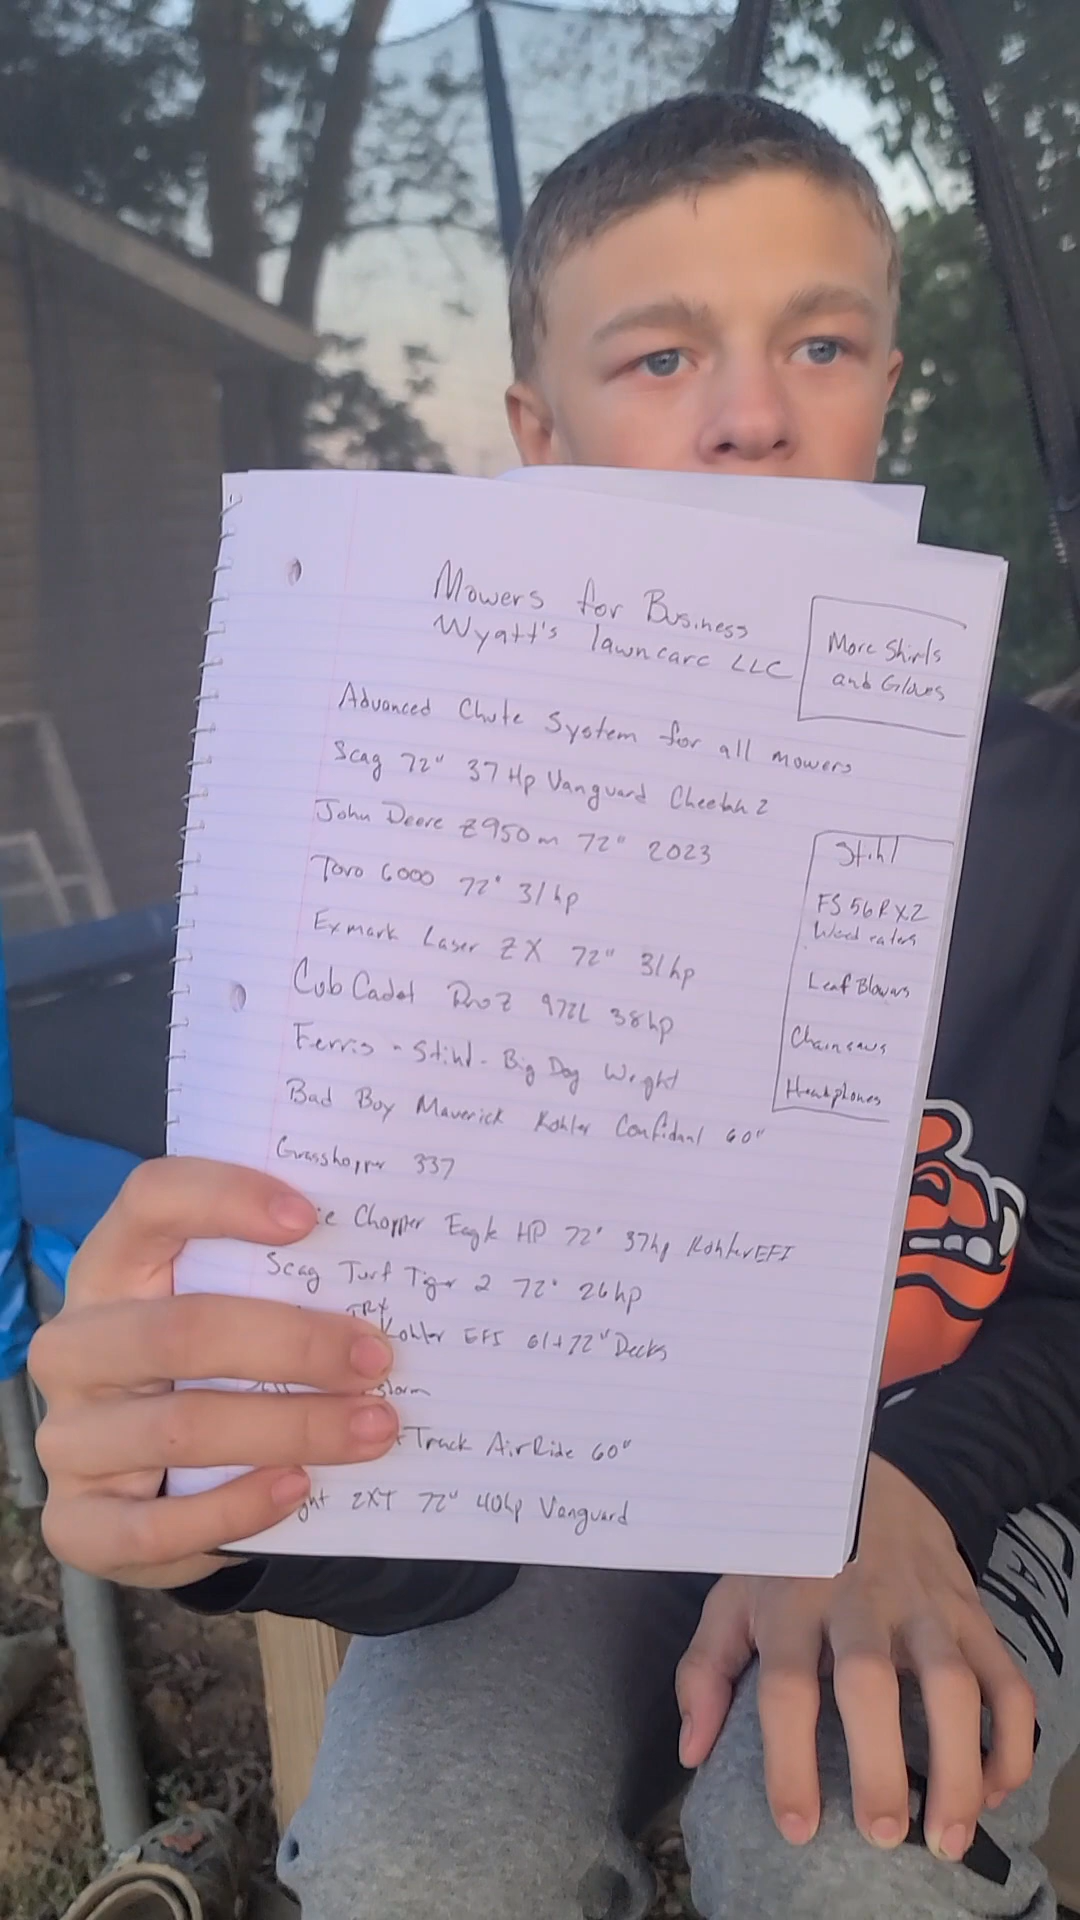 Mowers for Business
Wyatt's lawncare LLC
Advanced Chute System for all mowers
Scag 72" 37 Hp Vanguard Cheetah 2
John Deere Z950m 72" 2023
Toro 6000 72" 31hp
Exmark Laser ZX 72" 31hp
Cub Cadet Pro Z 972L 38hp
Ferris - Stihl - Big Dog Wright
Bad Boy Maverick Kohler Confidant 60"
Grasshopper 337
Chopper Eagle HP 72" 37hp Kohler EFI
Scag Turf Tiger 2 72" 26hp
Kohler EFI 61+72" Decks
Track AirRide 60"
ZXT 72" 40hp Vanguard
More Shirts
and Gloves
Stihl
FS 56R X2
Weed eaters
Leaf Blowers
Chainsaws
Headphones